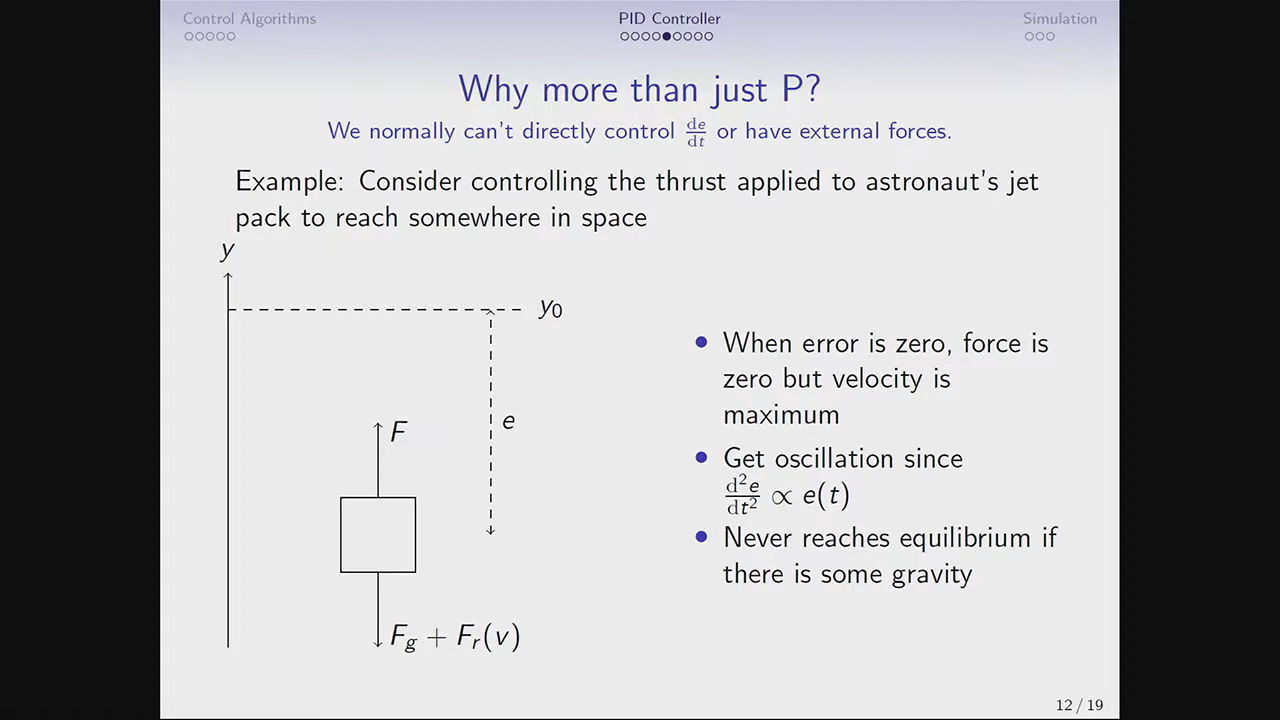 Control Algorithms PID Controller Simulation
Why more than just P?
We normally can't directly control de/dt or have external forces.
Example: Consider controlling the thrust applied to astronaut's jet
pack to reach somewhere in space
y
y₀
e
F
F_g + F_r(v)
• When error is zero, force is
zero but velocity is
maximum
• Get oscillation since
d²e/dt² ∝ e(t)
• Never reaches equilibrium if
there is some gravity
12 / 19